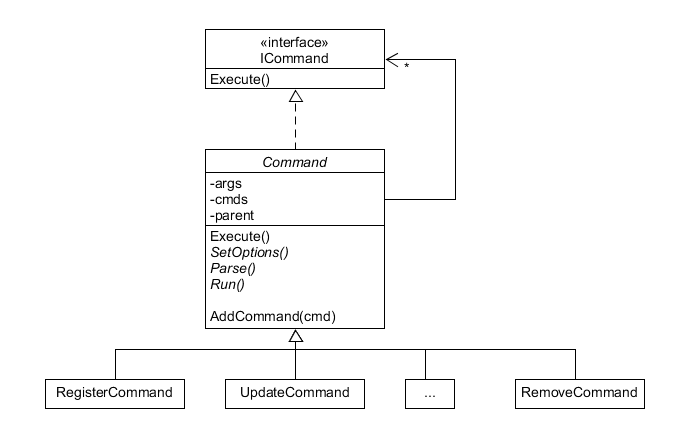 «interface»
ICommand
Execute()
*
Command
-args
-cmds
-parent
Execute()
SetOptions()
Parse()
Run()
AddCommand(cmd)
RegisterCommand
UpdateCommand
...
RemoveCommand